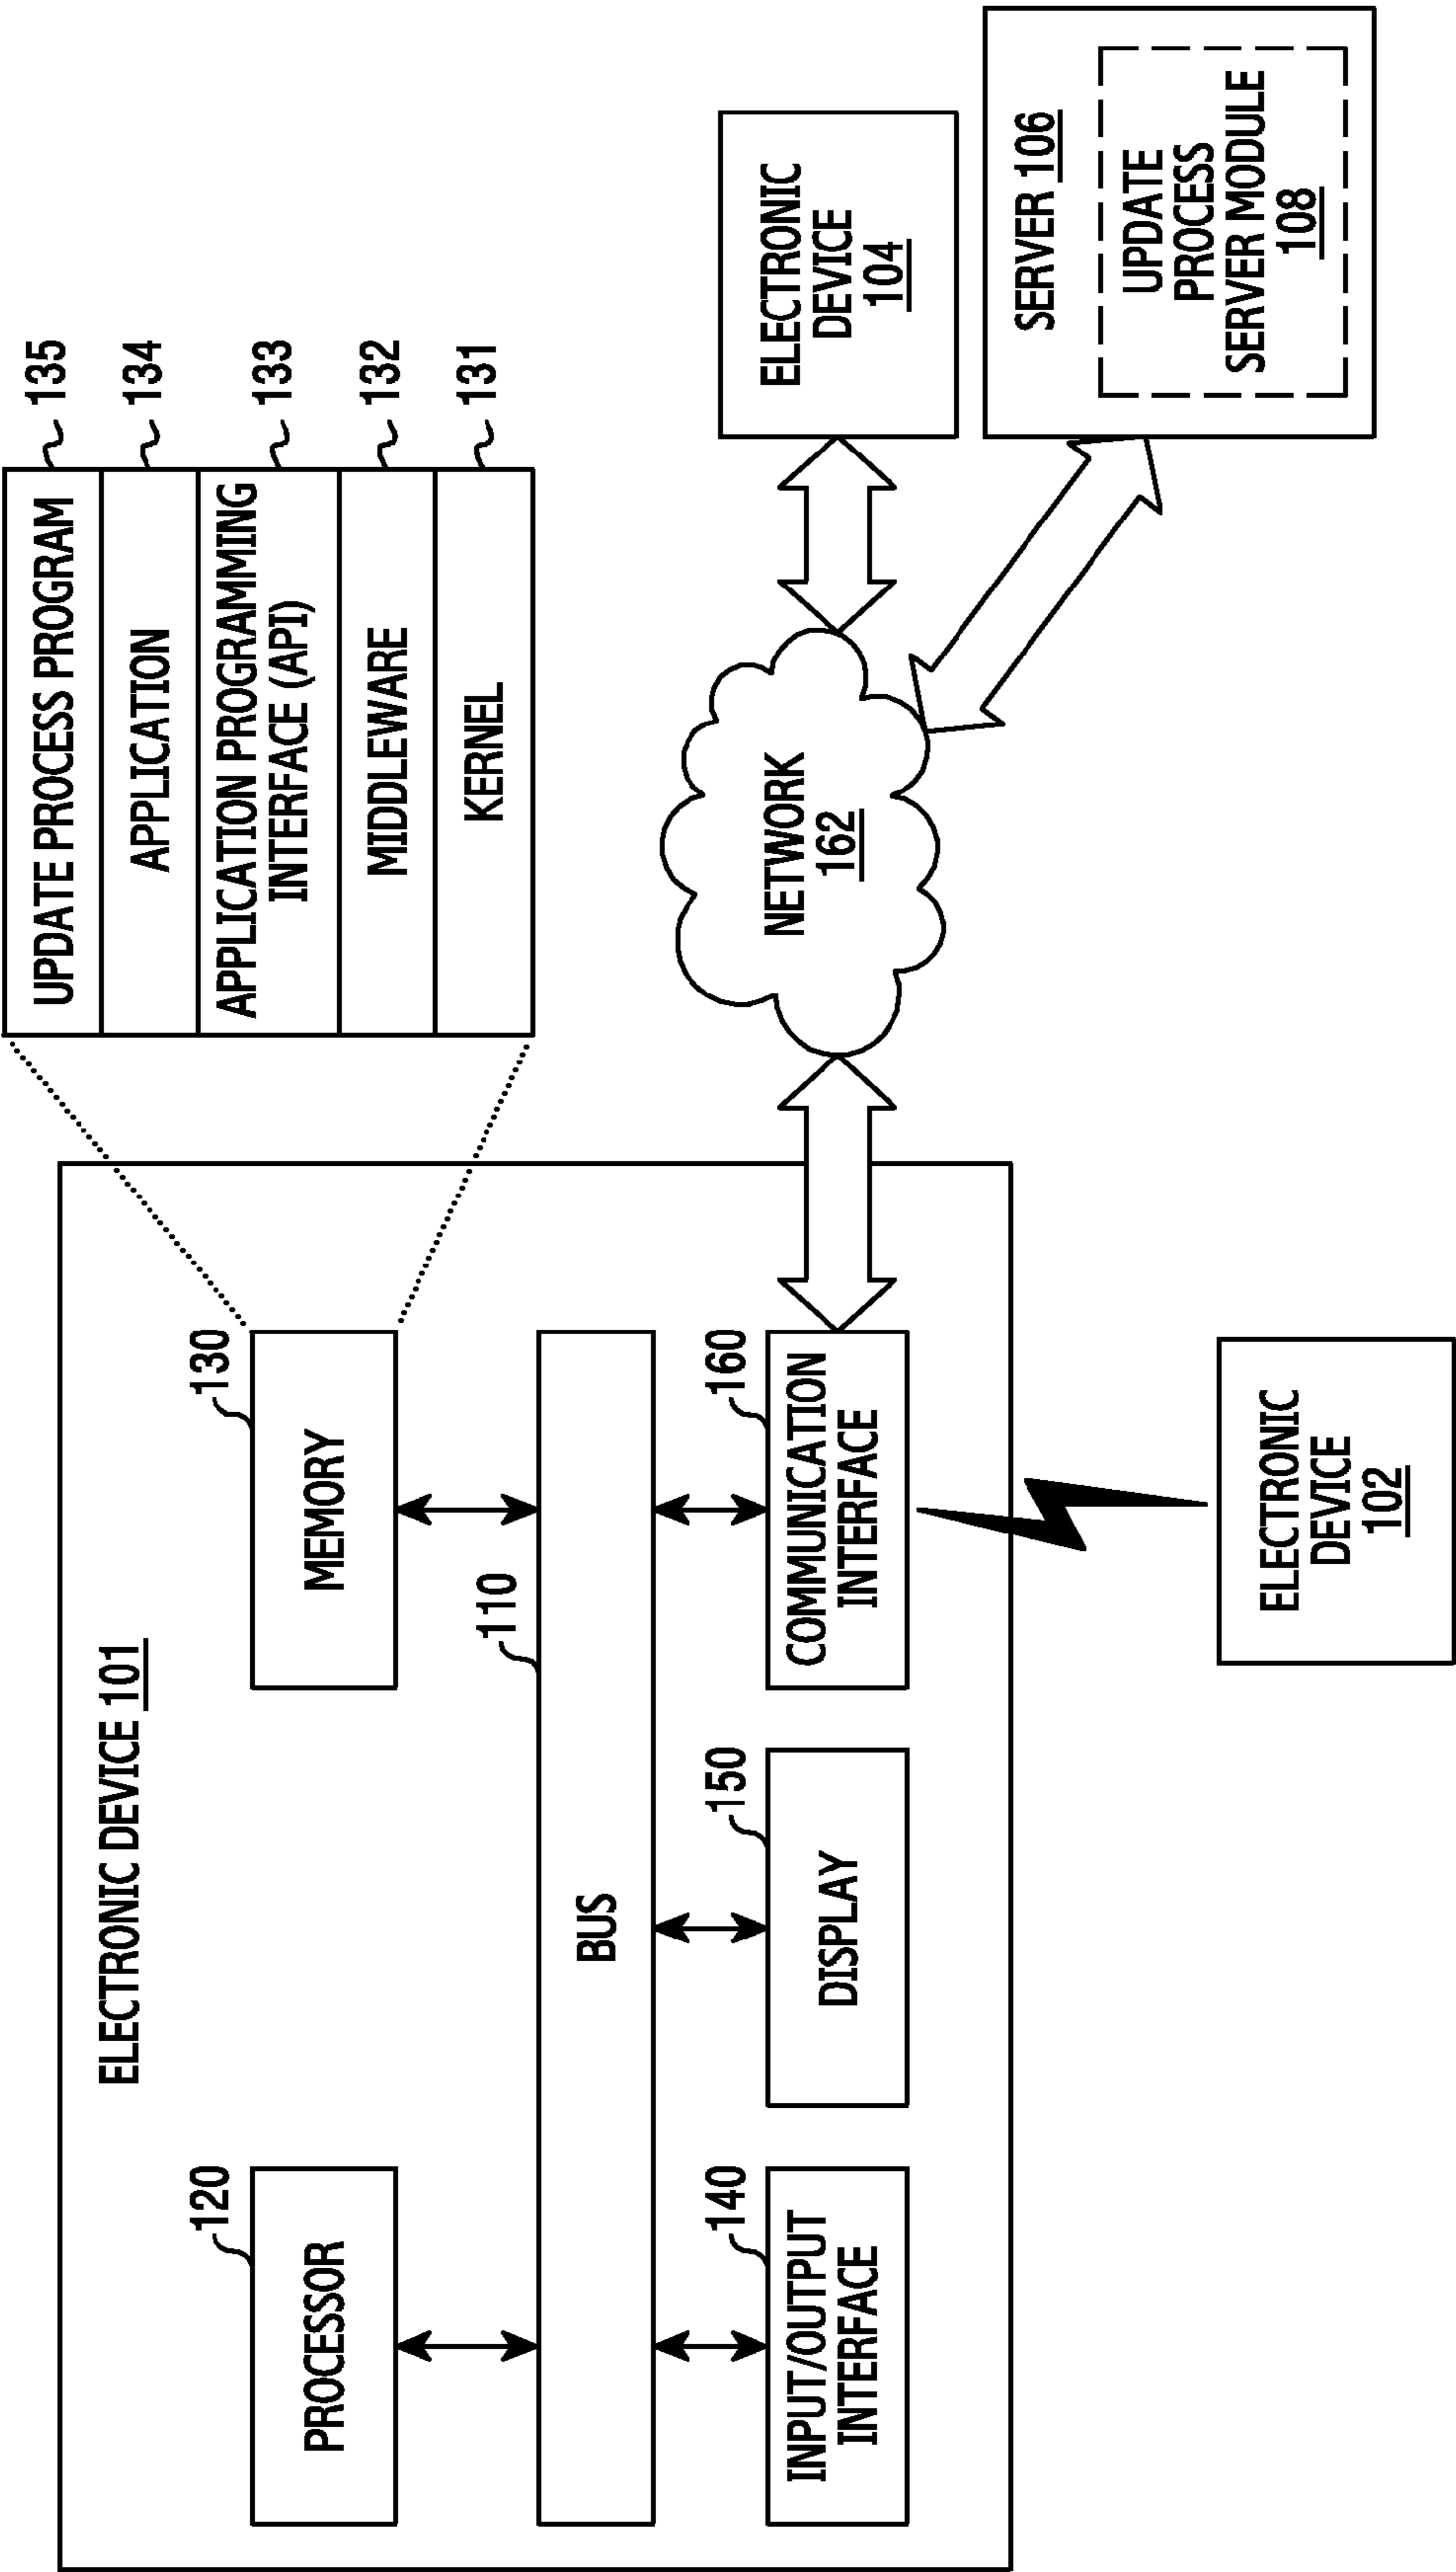 ELECTRONIC DEVICE 101
PROCESSOR
120
MEMORY
130
BUS
110
INPUT/OUTPUT
INTERFACE
140
DISPLAY
150
COMMUNICATION
INTERFACE
160
UPDATE PROCESS PROGRAM
135
APPLICATION
134
APPLICATION PROGRAMMING
INTERFACE (API)
133
MIDDLEWARE
132
KERNEL
131
NETWORK
162
ELECTRONIC
DEVICE
104
SERVER 106
UPDATE
PROCESS
SERVER MODULE
108
ELECTRONIC
DEVICE
102